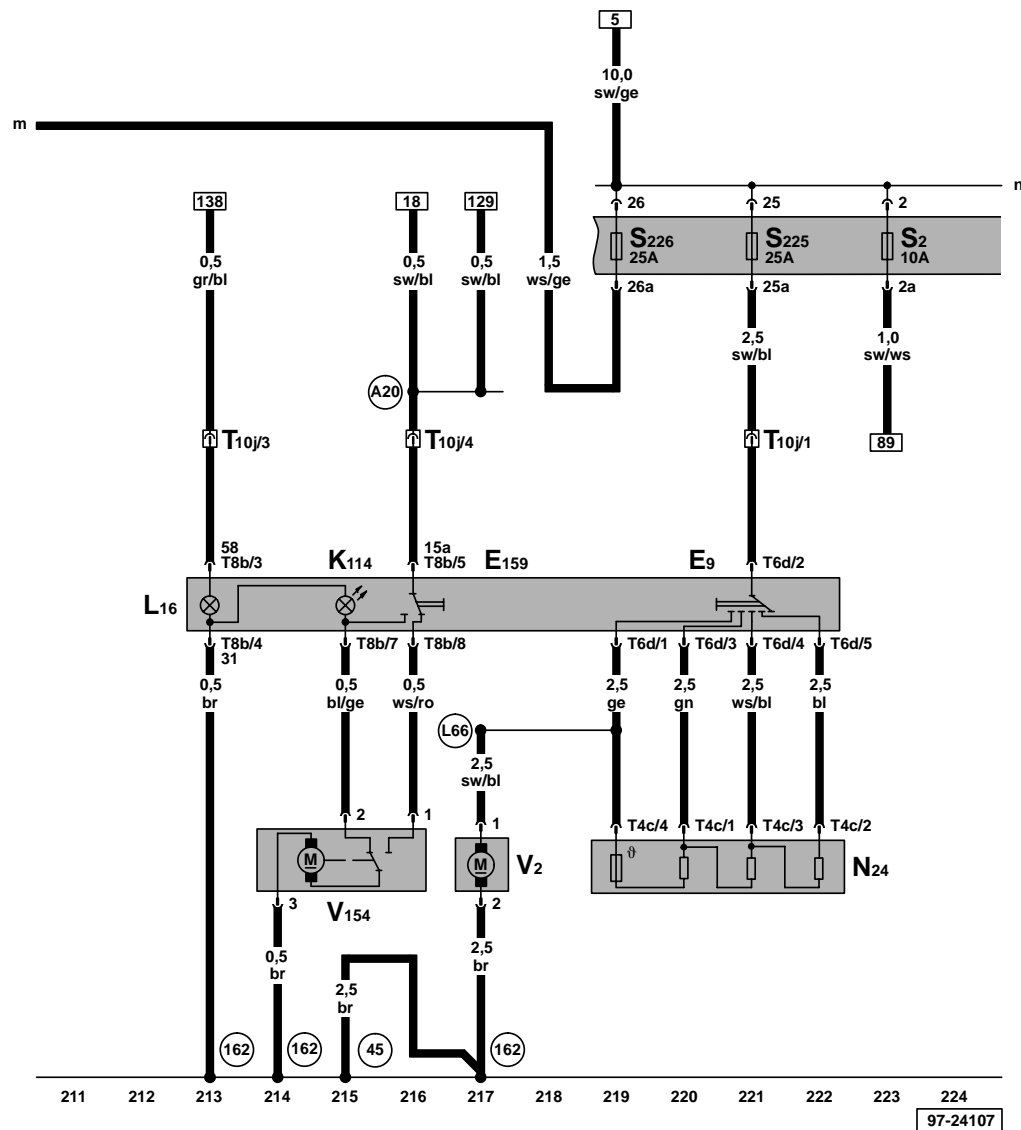 5
10,0
sw/ge
m
n
138
18
129
26
25
2
S226
25A
S225
25A
S2
10A
0,5
gr/bl
0,5
sw/bl
0,5
sw/bl
1,5
ws/ge
26a
25a
2a
2,5
sw/bl
1,0
sw/ws
A20
T10j/3
T10j/4
T10j/1
89
58
T8b/3
K114
15a
T8b/5
E159
E9
T6d/2
L16
T8b/4
31
T8b/7
T8b/8
T6d/1
T6d/3
T6d/4
T6d/5
0,5
br
0,5
bl/ge
0,5
ws/ro
2,5
ge
2,5
gn
2,5
ws/bl
2,5
bl
L66
2,5
sw/bl
2
1
1
T4c/4
T4c/1
T4c/3
T4c/2
M
M
V2
ϑ
N24
3
V154
2
0,5
br
2,5
br
2,5
br
162
162
45
162
211
212
213
214
215
216
217
218
219
220
221
222
223
224
97-24107